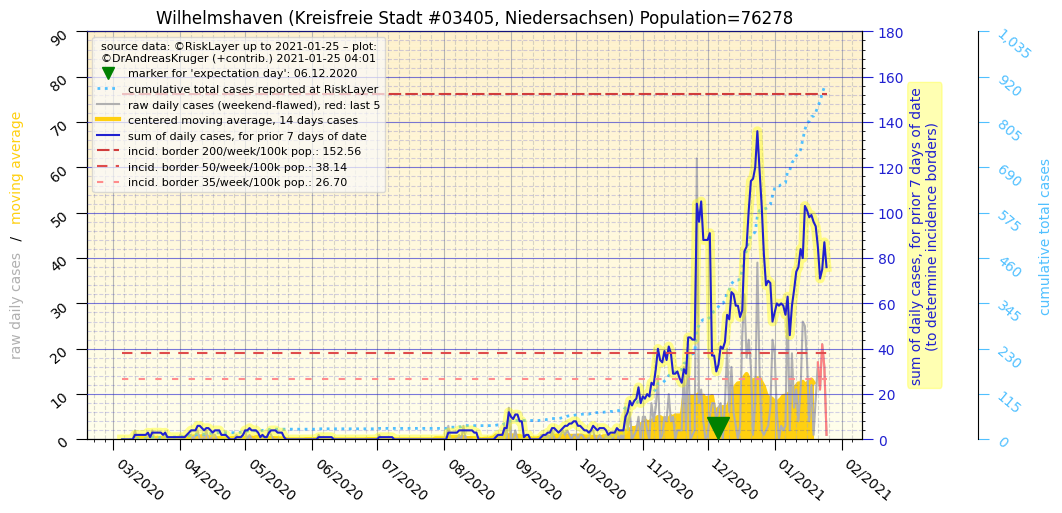 Wilhelmshaven (Kreisfreie Stadt #03405, Niedersachsen) Population=76278
source data: ©RiskLayer up to 2021-01-25 – plot:
©DrAndreasKruger (+contrib.) 2021-01-25 04:01
marker for 'expectation day': 06.12.2020
cumulative total cases reported at RiskLayer
raw daily cases (weekend-flawed), red: last 5
centered moving average, 14 days cases
sum of daily cases, for prior 7 days of date
incid. border 200/week/100k pop.: 152.56
incid. border 50/week/100k pop.: 38.14
incid. border 35/week/100k pop.: 26.70
raw daily cases / moving average
90
80
70
60
50
40
30
20
10
0
03/2020
04/2020
05/2020
06/2020
07/2020
08/2020
09/2020
10/2020
11/2020
12/2020
01/2021
02/2021
180
160
140
120
100
80
60
40
20
0
sum of daily cases, for prior 7 days of date
(to determine incidence borders)
1,035
920
805
690
575
460
345
230
115
0
cumulative total cases